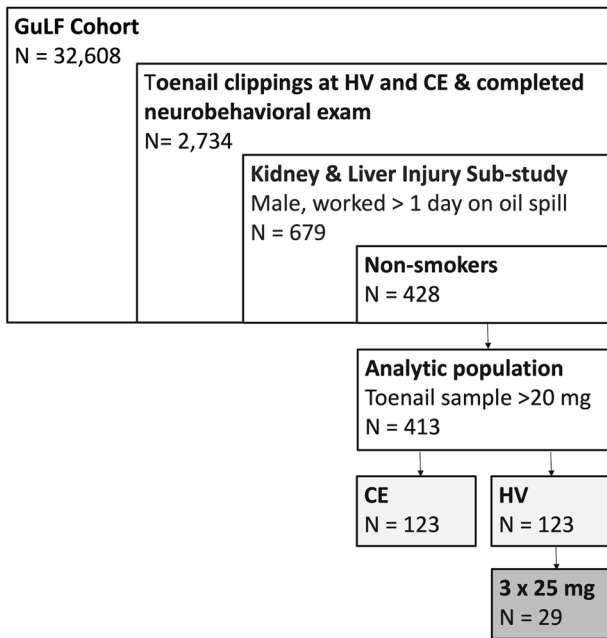 GuLF Cohort
N = 32,608
Toenail clippings at HV and CE & completed
neurobehavioral exam
N= 2,734
Kidney & Liver Injury Sub-study
Male, worked > 1 day on oil spill
N = 679
Non-smokers
N = 428
Analytic population
Toenail sample >20 mg
N = 413
CE
N = 123
HV
N = 123
3 x 25 mg
N = 29